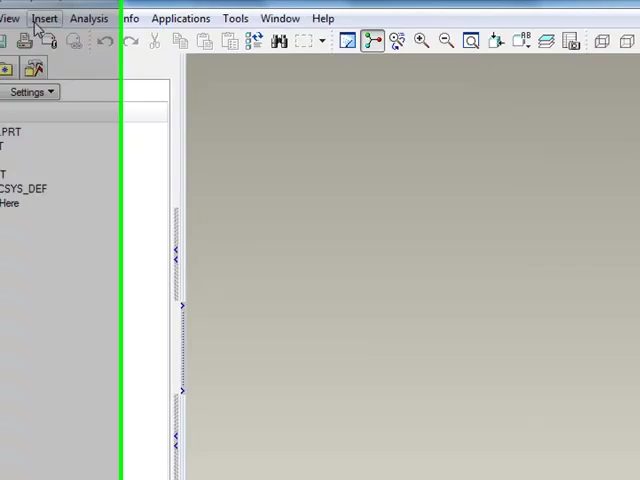 View Insert Analysis Info Applications Tools Window Help
Settings
.PRT
T
T
CSYS_DEF
Here